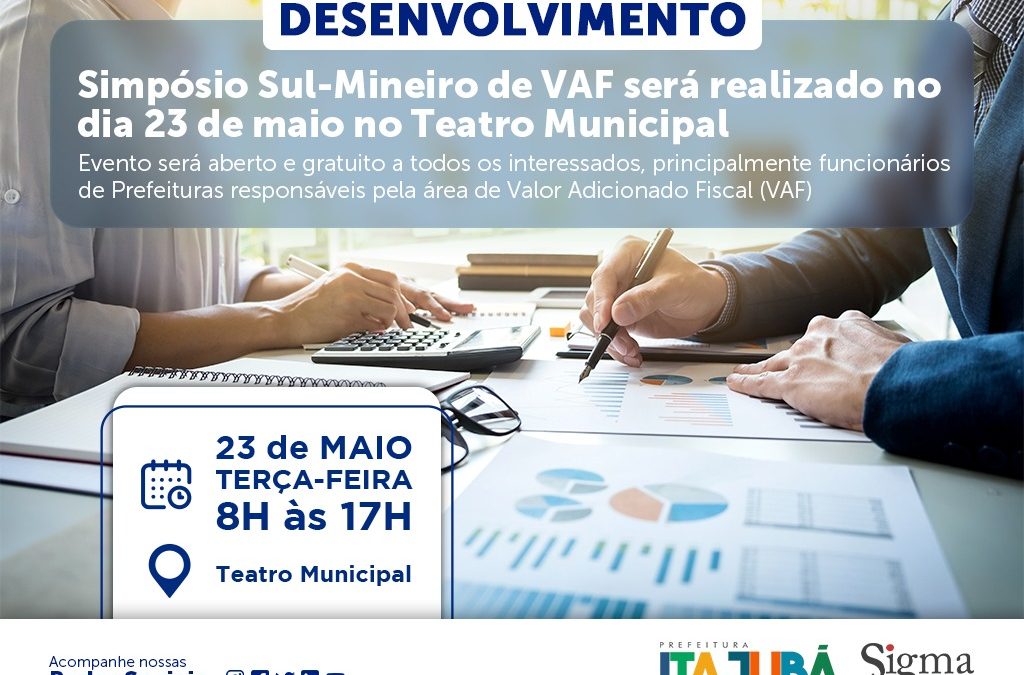 DESENVOLVIMENTO
Simpósio Sul-Mineiro de VAF será realizado no
dia 23 de maio no Teatro Municipal
Evento será aberto e gratuito a todos os interessados, principalmente funcionários
de Prefeituras responsáveis pela área de Valor Adicionado Fiscal (VAF)
23 de MAIO
TERÇA-FEIRA
8H às 17H
Teatro Municipal
Acompanhe nossas
PREFEITURA
ITAJUBÁ
Sigma